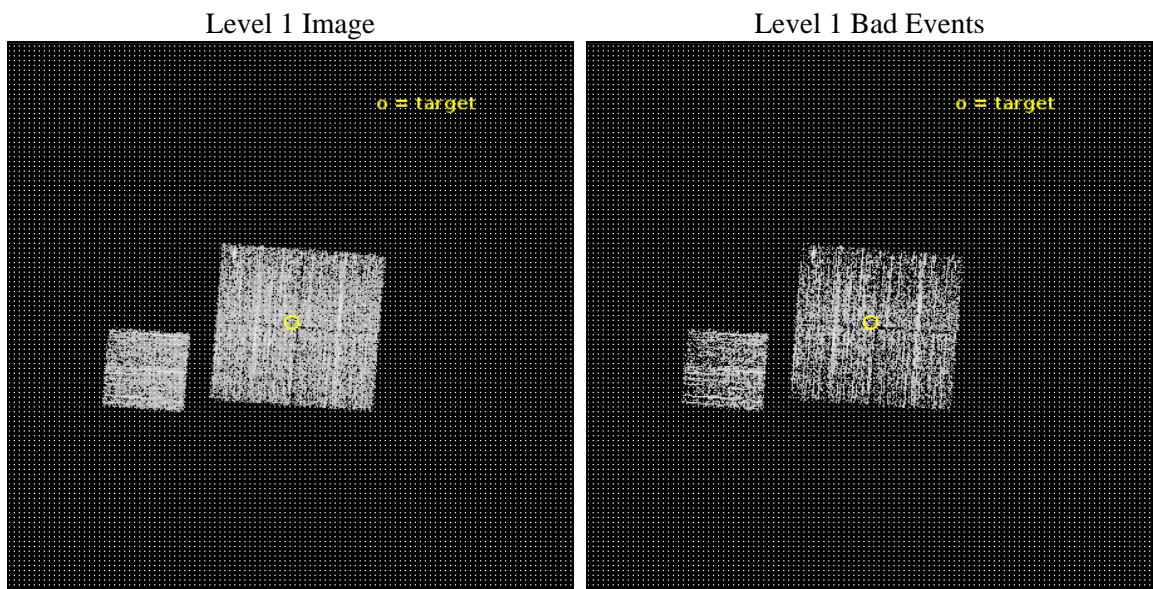 Level 1 Image
Level 1 Bad Events
o = target
o = target